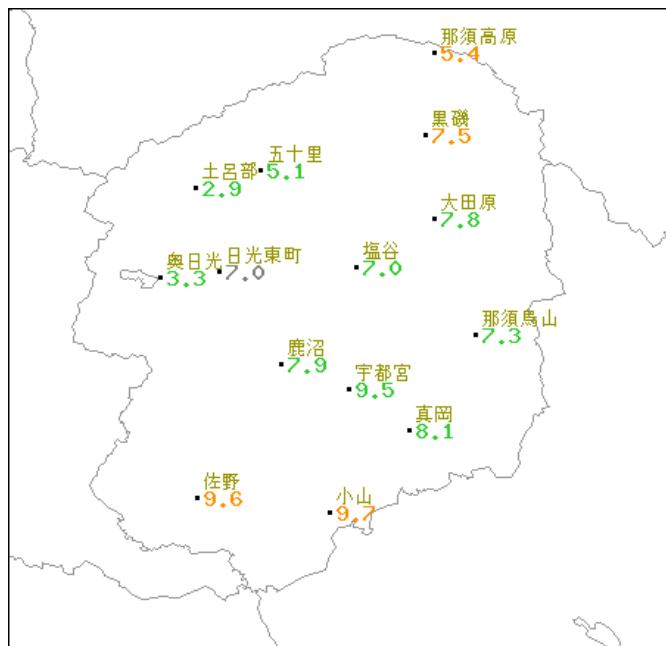 那須高原
5.4
黒磯
7.5
五十里
5.1
土呂部
2.9
大田原
7.8
塩谷
7.0
日光東町
7.0
奥日光
3.3
那須烏山
7.3
鹿沼
7.9
宇都宮
9.5
真岡
8.1
佐野
9.6
小山
9.7